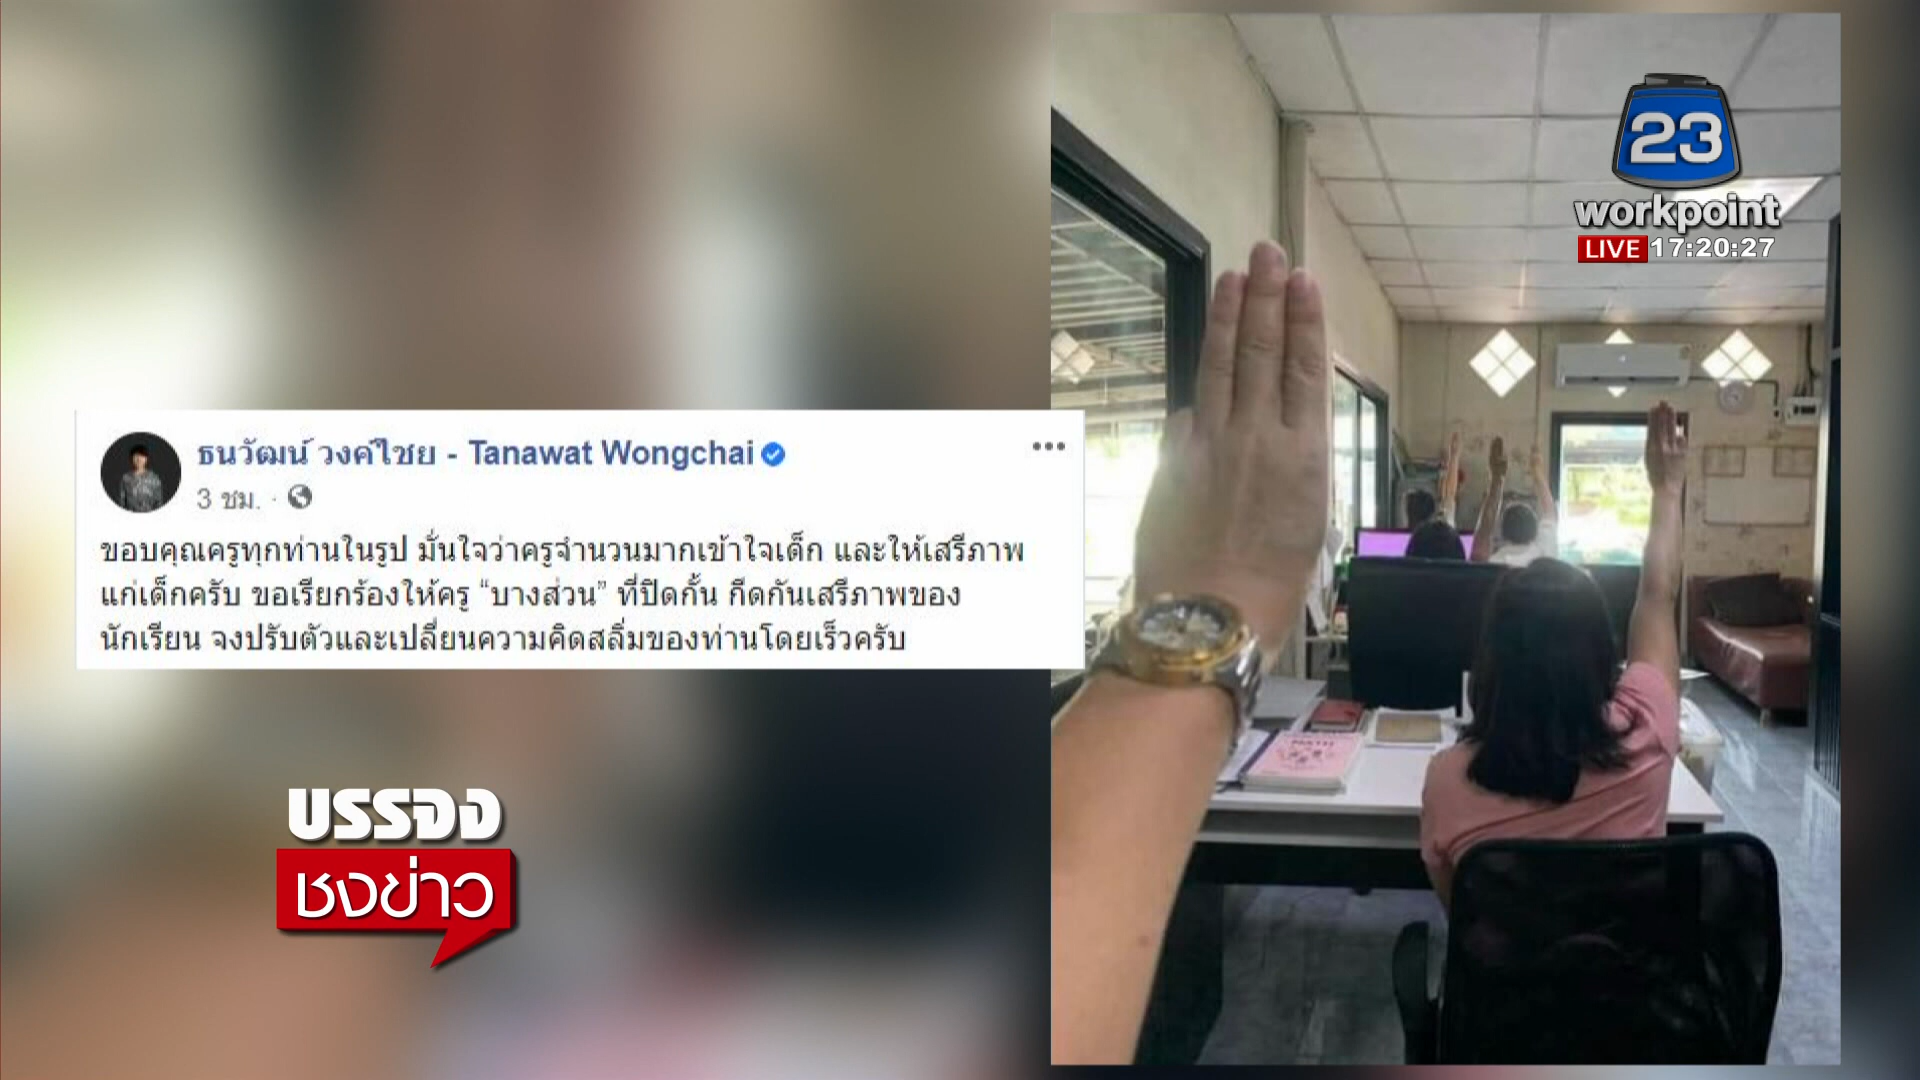 23
workpoint
LIVE 17:20:27
ธนวัฒน์ วงค์ไชย - Tanawat Wongchai
3 ชม.
ขอบคุณครูทุกท่านในรูป มั่นใจว่าครูจำนวนมากเข้าใจเด็ก และให้เสรีภาพ
แก่เด็กครับ ขอเรียกร้องให้ครู “บางส่วน” ที่ปิดกั้น กีดกันเสรีภาพของ
นักเรียน จงปรับตัวและเปลี่ยนความคิดสลิ่มของท่านโดยเร็วครับ
บรรจง
ชงข่าว
MATH